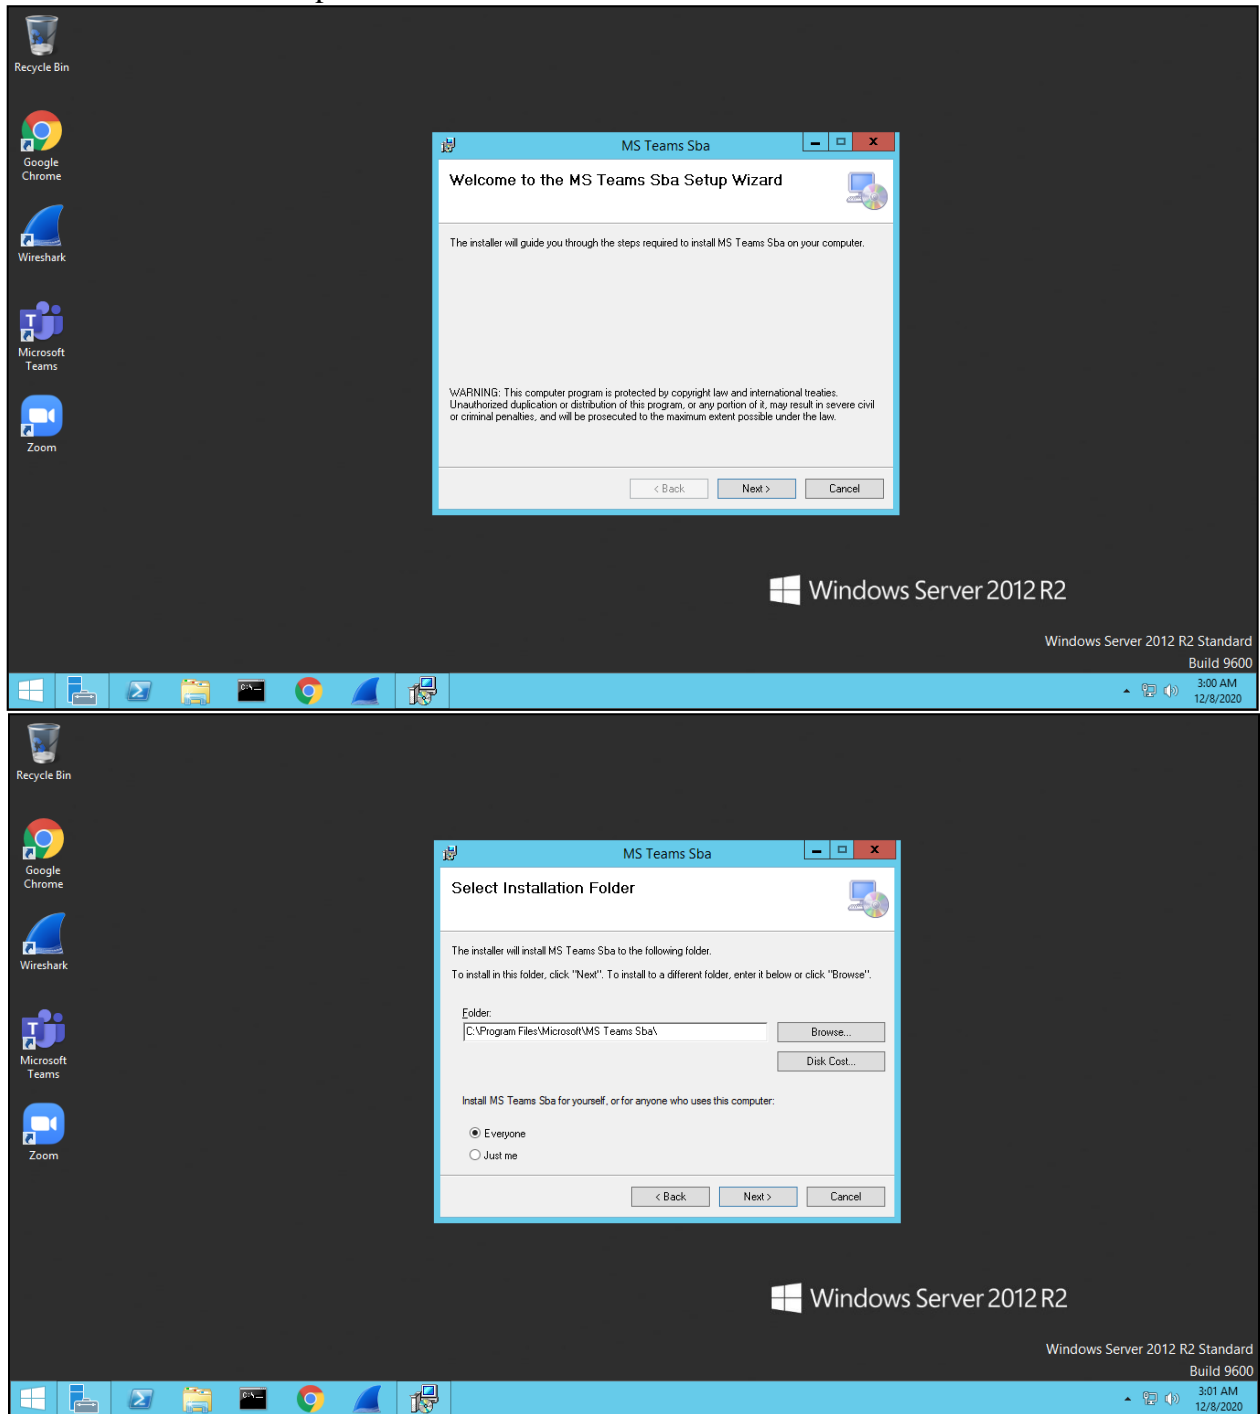 Recycle Bin
Google
Chrome
Wireshark
Microsoft
Teams
Zoom
MS Teams Sba
Welcome to the MS Teams Sba Setup Wizard
The installer will guide you through the steps required to install MS Teams Sba on your computer.
WARNING: This computer program is protected by copyright law and international treaties.
Unauthorized duplication or distribution of this program, or any portion of it, may result in severe civil
or criminal penalties, and will be prosecuted to the maximum extent possible under the law.
< Back Next > Cancel
Windows Server 2012 R2
Windows Server 2012 R2 Standard
Build 9600
3:00 AM
12/8/2020
Recycle Bin
Google
Chrome
Wireshark
Microsoft
Teams
Zoom
MS Teams Sba
Select Installation Folder
The installer will install MS Teams Sba to the following folder.
To install in this folder, click "Next". To install to a different folder, enter it below or click "Browse".
Folder:
C:\Program Files\Microsoft\MS Teams Sba\ Browse...
Disk Cost...
Install MS Teams Sba for yourself, or for anyone who uses this computer:
Everyone
Just me
< Back Next > Cancel
Windows Server 2012 R2
Windows Server 2012 R2 Standard
Build 9600
3:01 AM
12/8/2020